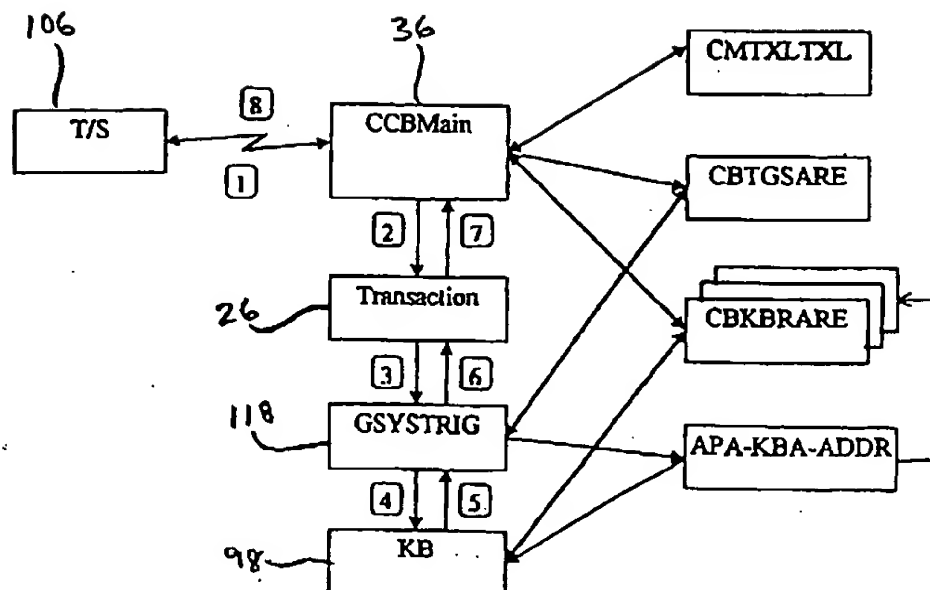 106
36
CMTXLTXL
T/S
8
CCBMain
1
CBTGSARE
2
7
Transaction
26
CBKBRARE
3
6
118
GSYSTRIG
APA-KBA-ADDR
4
5
98
KB